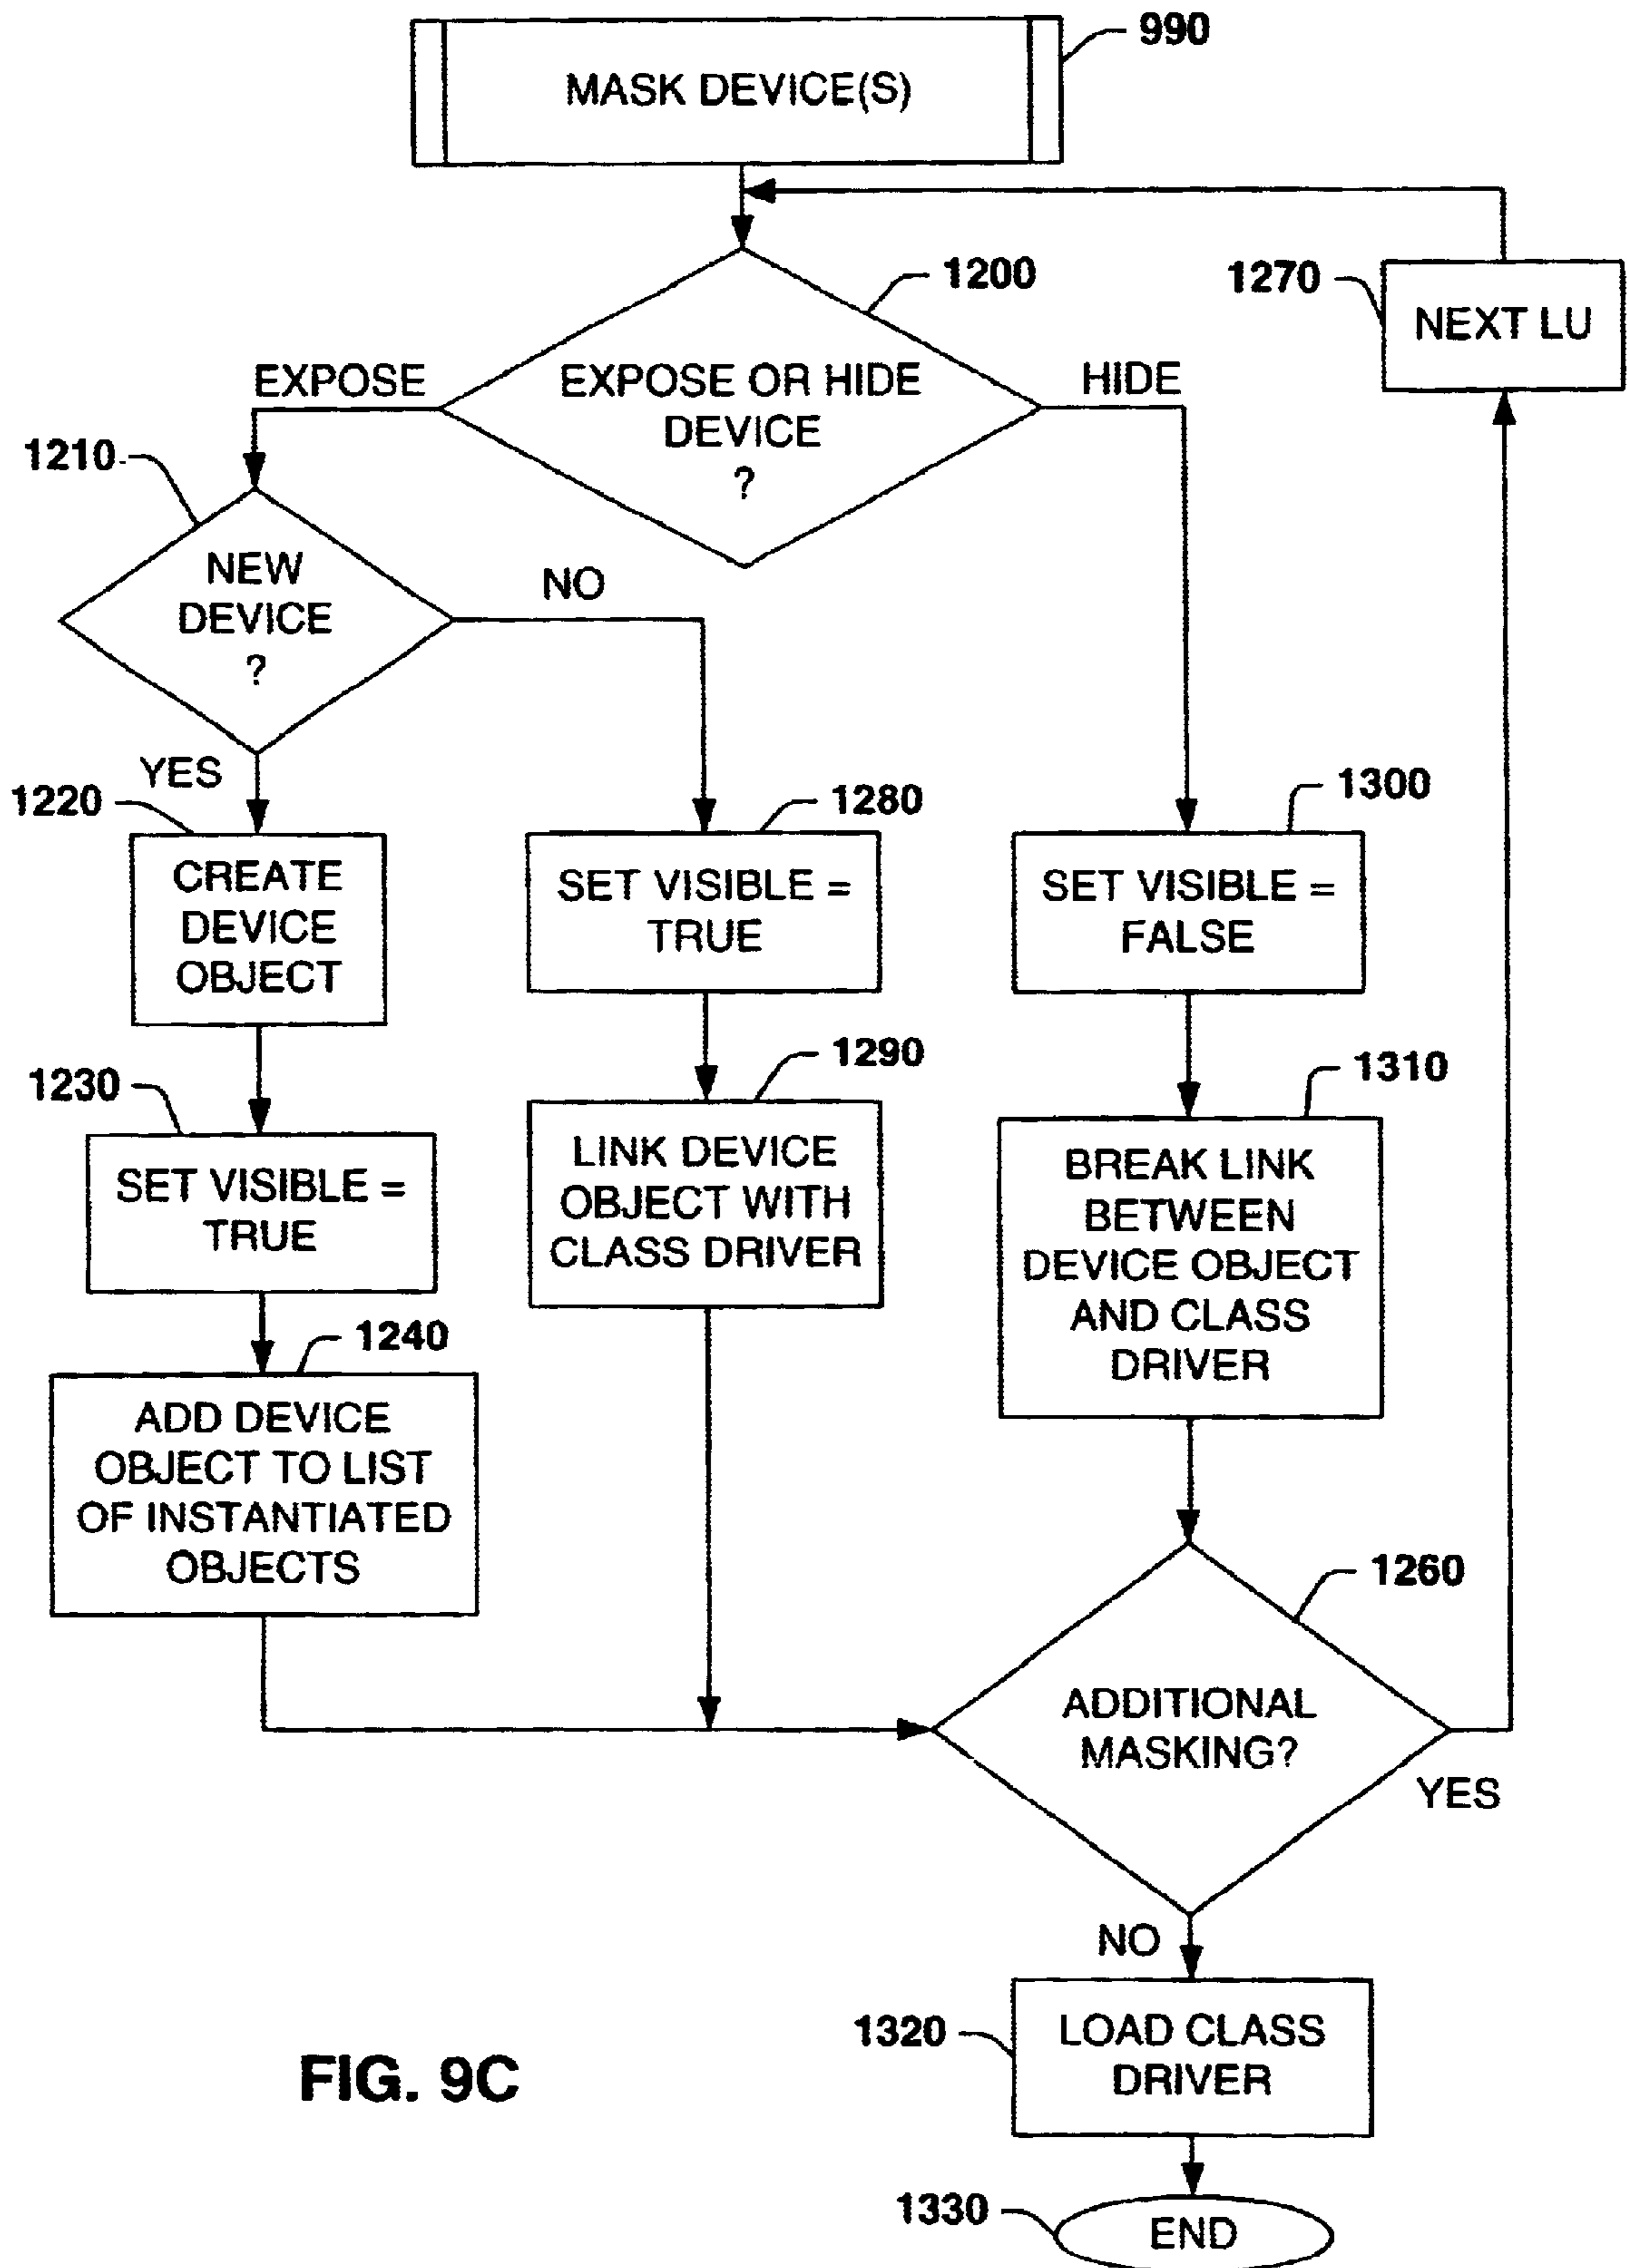 990
MASK DEVICE(S)
1200
1270
NEXT LU
EXPOSE
EXPOSE OR HIDE
DEVICE
?
HIDE
1210
NEW
DEVICE
?
NO
YES
1220
CREATE
DEVICE
OBJECT
1280
SET VISIBLE =
TRUE
1300
SET VISIBLE =
FALSE
1230
SET VISIBLE =
TRUE
1290
LINK DEVICE
OBJECT WITH
CLASS DRIVER
1310
BREAK LINK
BETWEEN
DEVICE OBJECT
AND CLASS
DRIVER
1240
ADD DEVICE
OBJECT TO LIST
OF INSTANTIATED
OBJECTS
1260
ADDITIONAL
MASKING?
YES
NO
1320
LOAD CLASS
DRIVER
FIG. 9C
1330
END